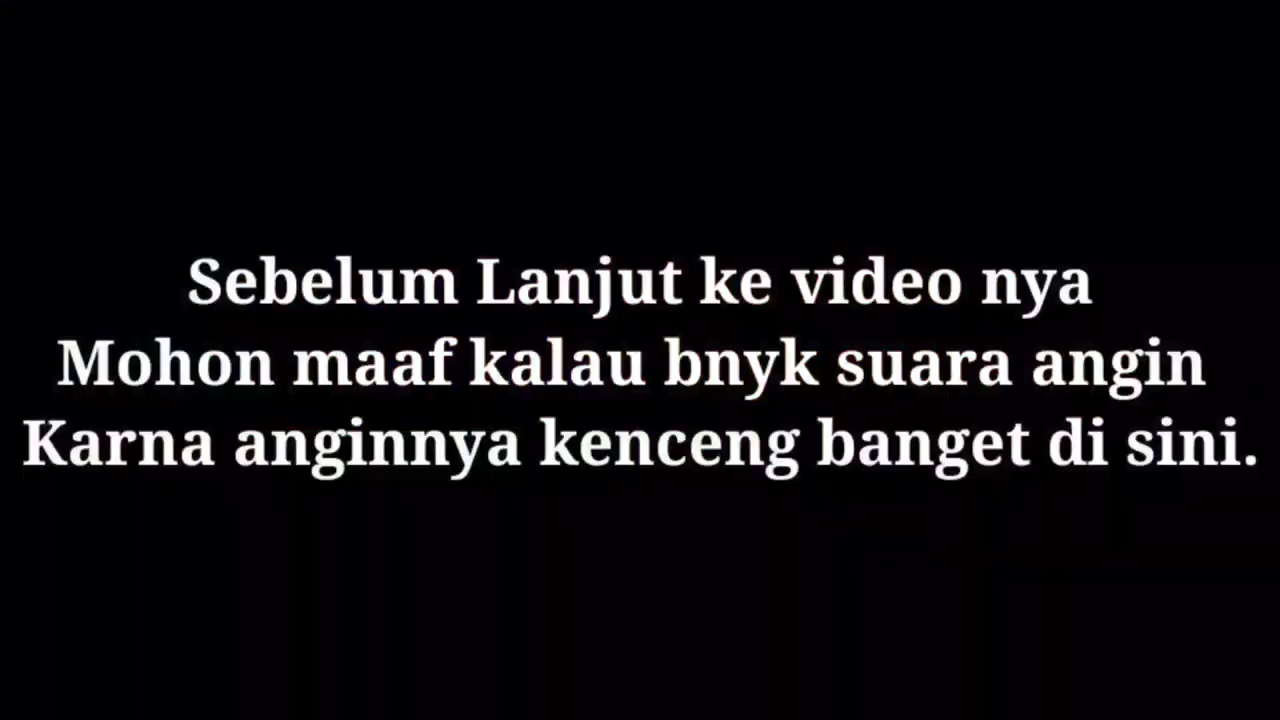 Sebelum Lanjut ke video nya
Mohon maaf kalau bnyk suara angin
Karna anginnya kenceng banget di sini.